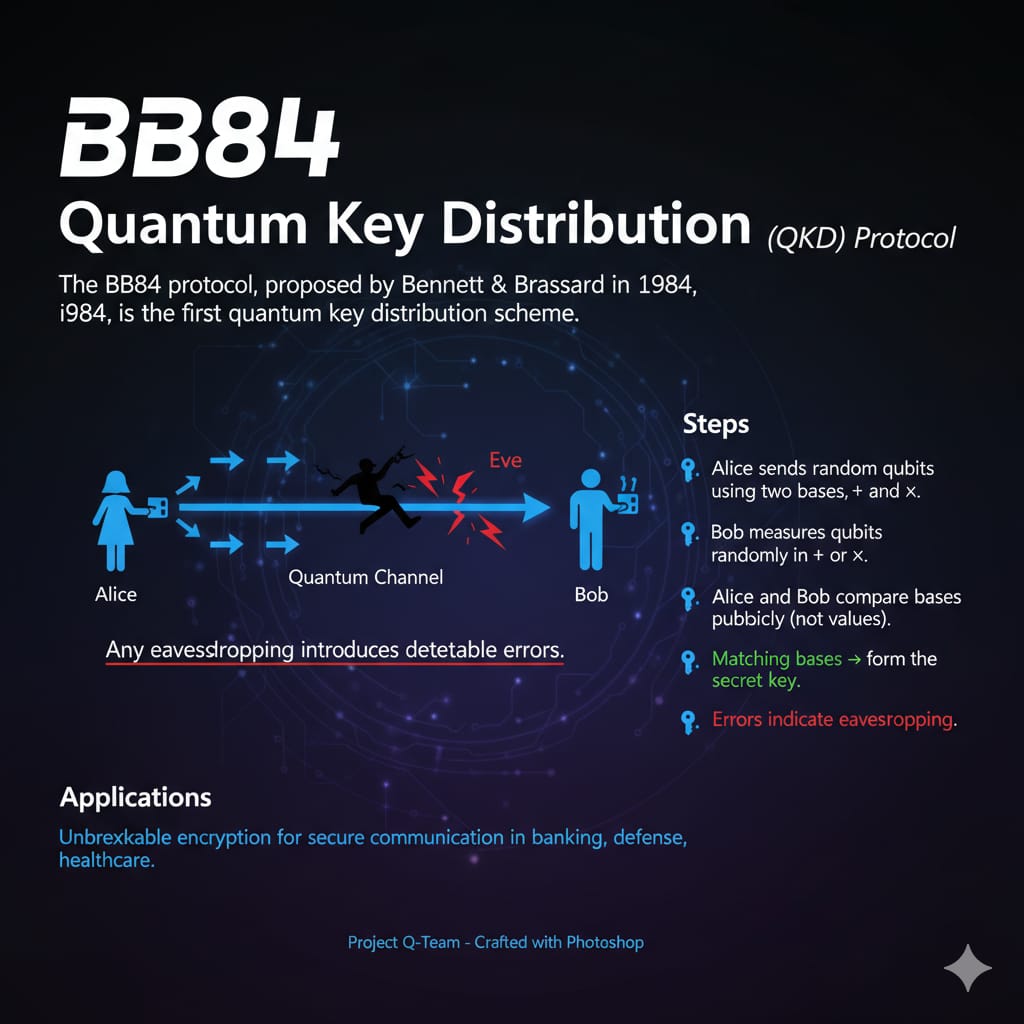 BB84
Quantum Key Distribution (QKD) Protocol
The BB84 protocol, proposed by Bennett & Brassard in 1984,
i984, is the first quantum key distribution scheme.
Eve
Alice
Quantum Channel
Bob
Any eavessdropping introduces detetable errors.
Steps
Alice sends random qubits
using two bases, + and ×.
Bob measures qubits
randomly in + or ×.
Alice and Bob compare bases
pubbicly (not values).
Matching bases → form the
secret key.
Errors indicate eavesropping.
Applications
Unbrexkable encryption for secure communication in banking, defense,
healthcare.
Project Q-Team - Crafted with Photoshop